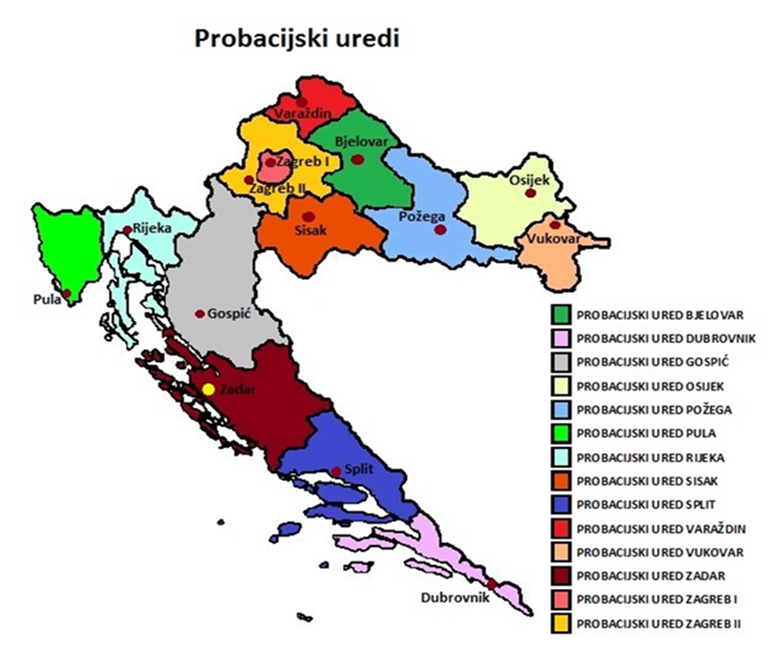 Probacijski uredi
Varaždin
Bjelovar
Zagreb I
Zagreb II
Osijek
Požega
Rijeka
Sisak
Vukovar
Pula
Gospić
Zadar
Split
Dubrovnik
PROBACIJSKI URED BJELOVAR
PROBACIJSKI URED DUBROVNIK
PROBACIJSKI URED GOSPIĆ
PROBACIJSKI URED OSIJEK
PROBACIJSKI URED POŽEGA
PROBACIJSKI URED PULA
PROBACIJSKI URED RIJEKA
PROBACIJSKI URED SISAK
PROBACIJSKI URED SPLIT
PROBACIJSKI URED VARAŽDIN
PROBACIJSKI URED VUKOVAR
PROBACIJSKI URED ZADAR
PROBACIJSKI URED ZAGREB I
PROBACIJSKI URED ZAGREB II